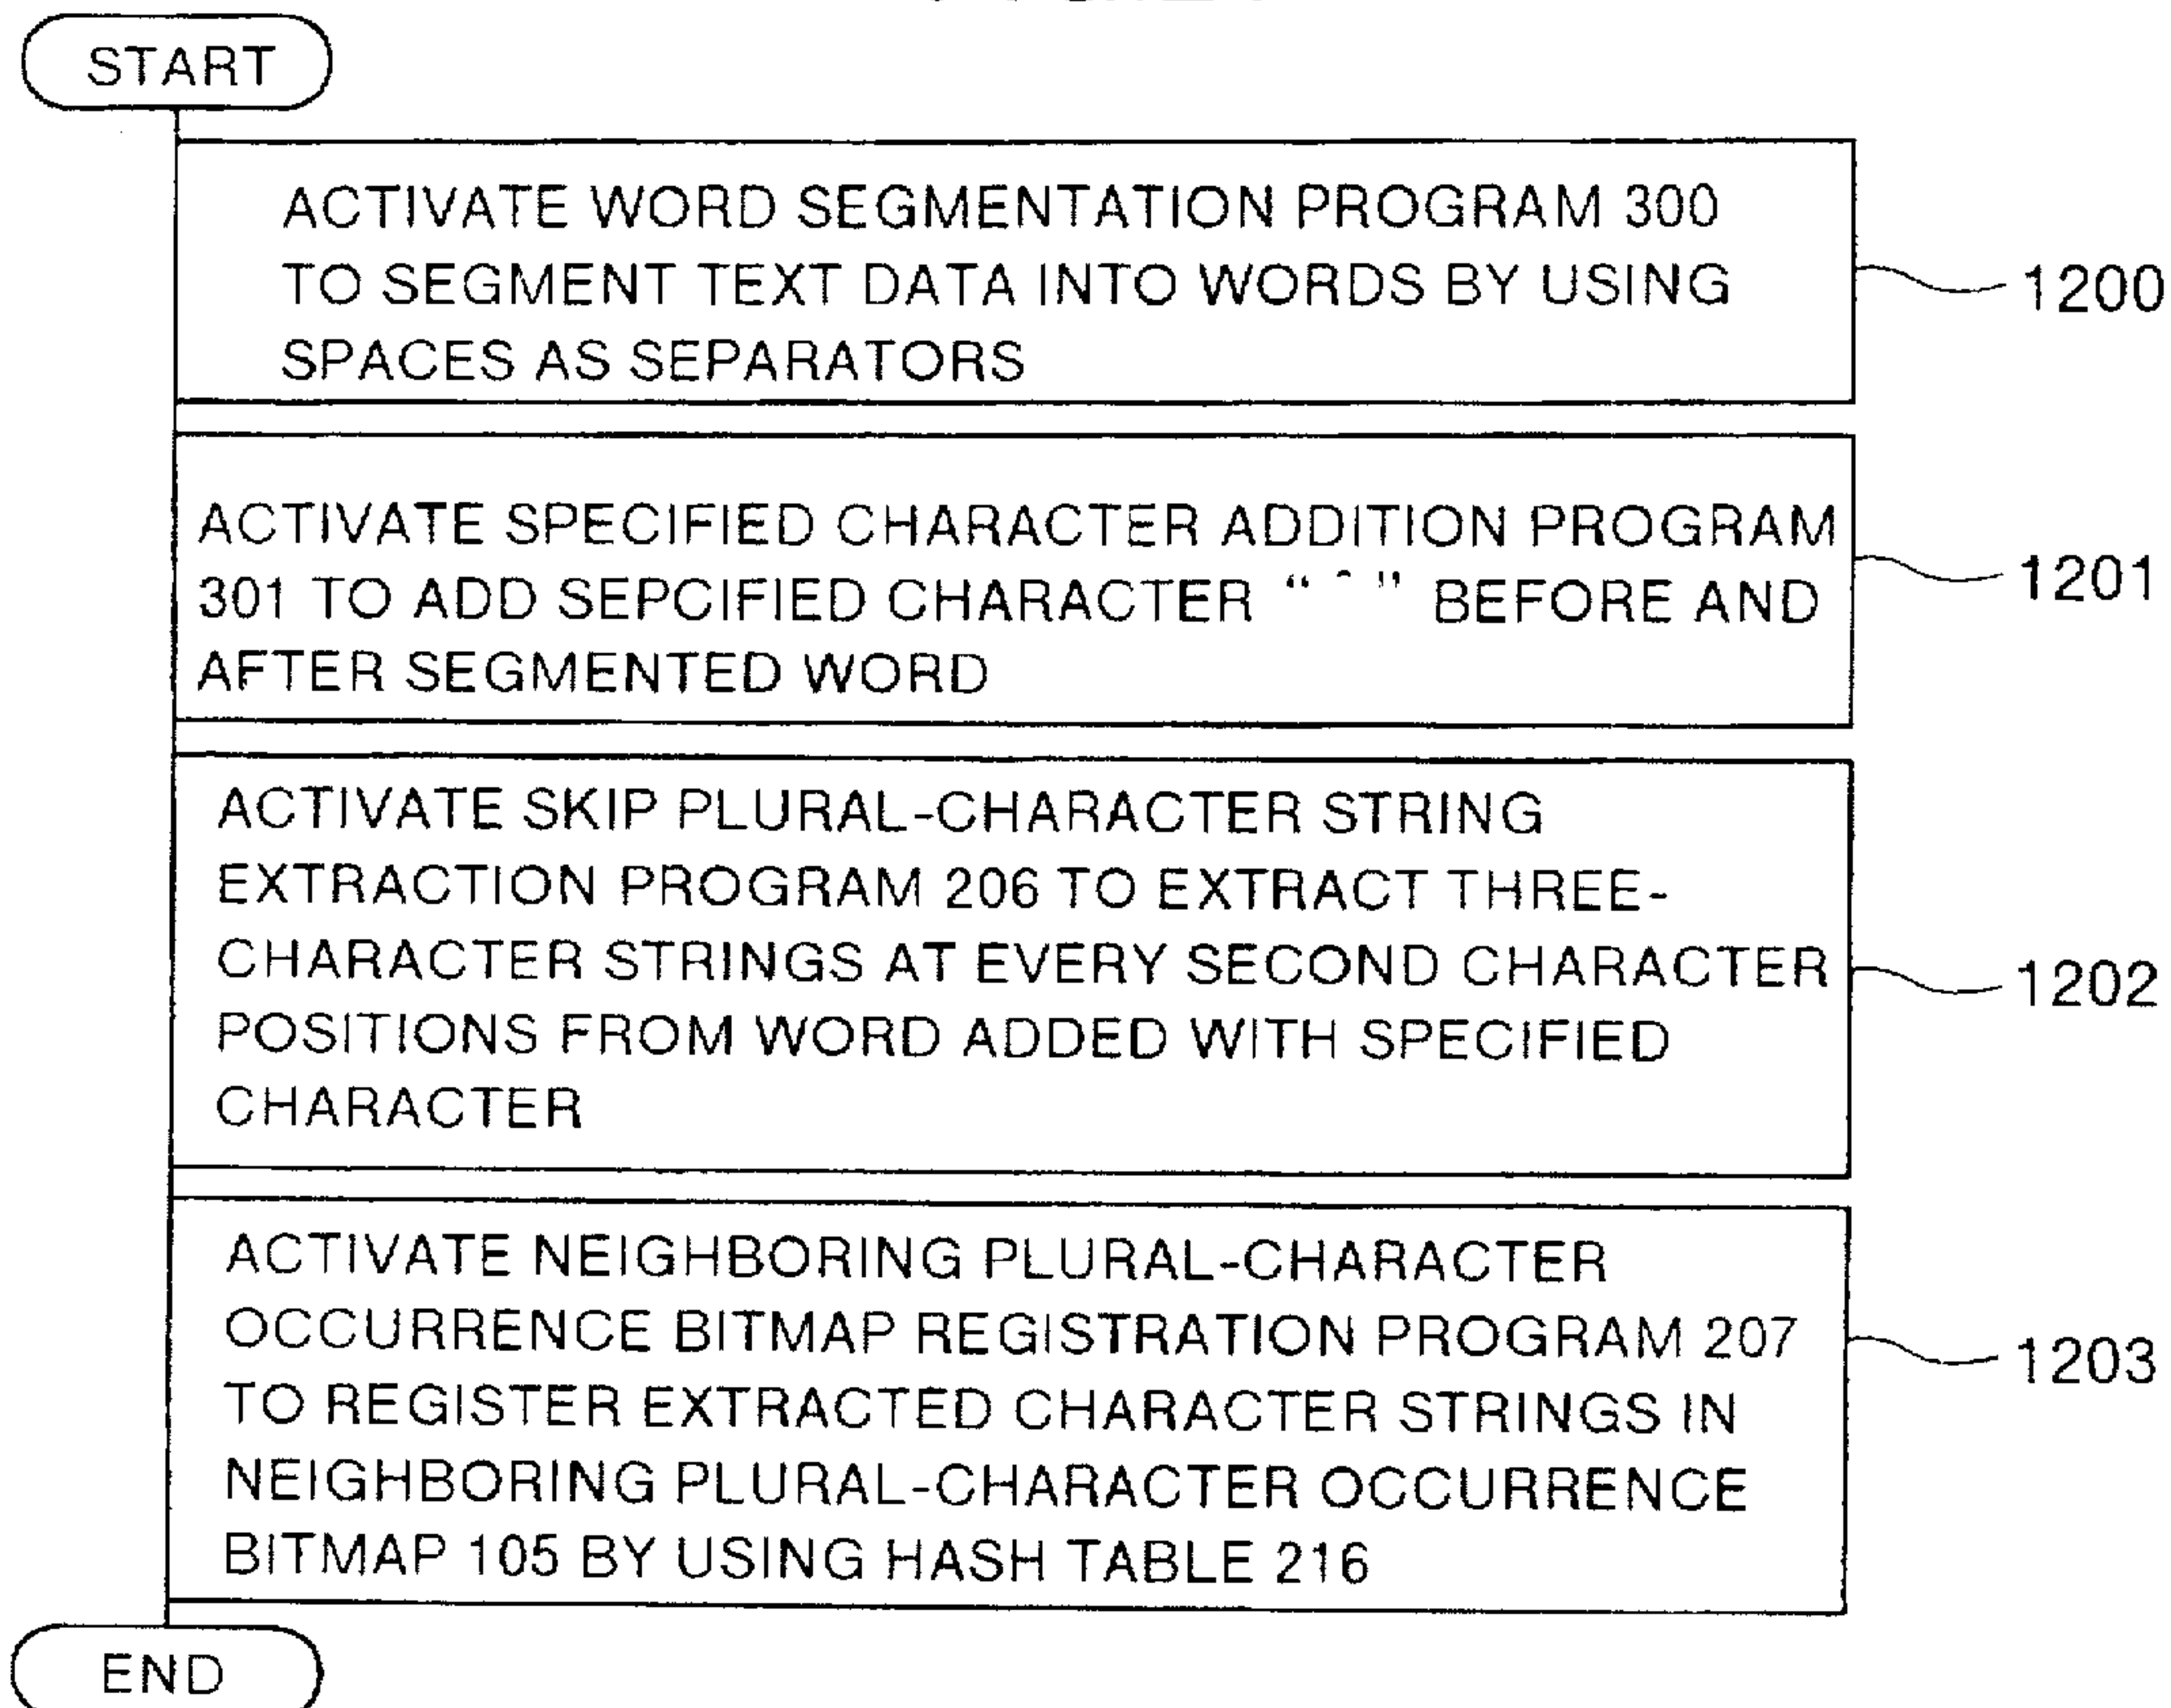 START
ACTIVATE WORD SEGMENTATION PROGRAM 300
TO SEGMENT TEXT DATA INTO WORDS BY USING
SPACES AS SEPARATORS
1200
ACTIVATE SPECIFIED CHARACTER ADDITION PROGRAM
301 TO ADD SEPCIFIED CHARACTER “ ˆ ” BEFORE AND
AFTER SEGMENTED WORD
1201
ACTIVATE SKIP PLURAL-CHARACTER STRING
EXTRACTION PROGRAM 206 TO EXTRACT THREE-
CHARACTER STRINGS AT EVERY SECOND CHARACTER
POSITIONS FROM WORD ADDED WITH SPECIFIED
CHARACTER
1202
ACTIVATE NEIGHBORING PLURAL-CHARACTER
OCCURRENCE BITMAP REGISTRATION PROGRAM 207
TO REGISTER EXTRACTED CHARACTER STRINGS IN
NEIGHBORING PLURAL-CHARACTER OCCURRENCE
BITMAP 105 BY USING HASH TABLE 216
1203
END